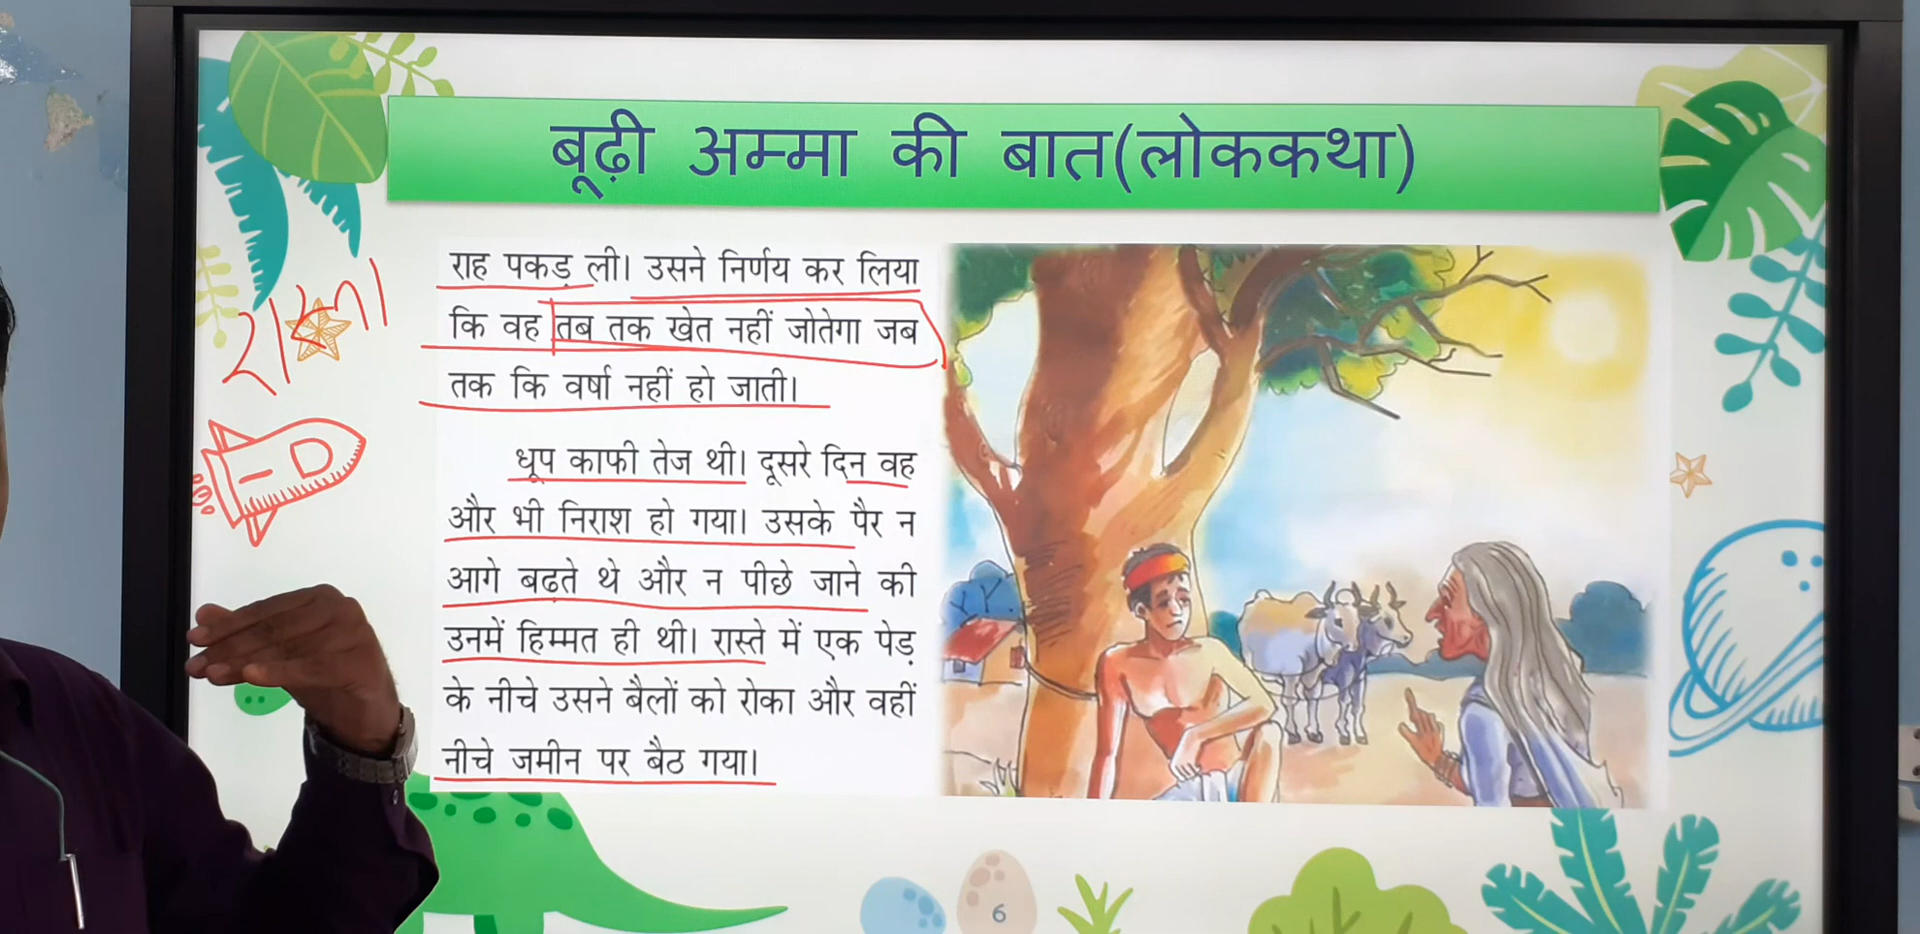 बूढ़ी अम्मा की बात(लोककथा)
राह पकड़ ली। उसने निर्णय कर लिया
कि वह तब तक खेत नहीं जोतेगा जब
तक कि वर्षा नहीं हो जाती।
धूप काफी तेज थी। दूसरे दिन वह
और भी निराश हो गया। उसके पैर न
आगे बढ़ते थे और न पीछे जाने की
उनमें हिम्मत ही थी। रास्ते में एक पेड़
के नीचे उसने बैलों को रोका और वहीं
नीचे जमीन पर बैठ गया।
6